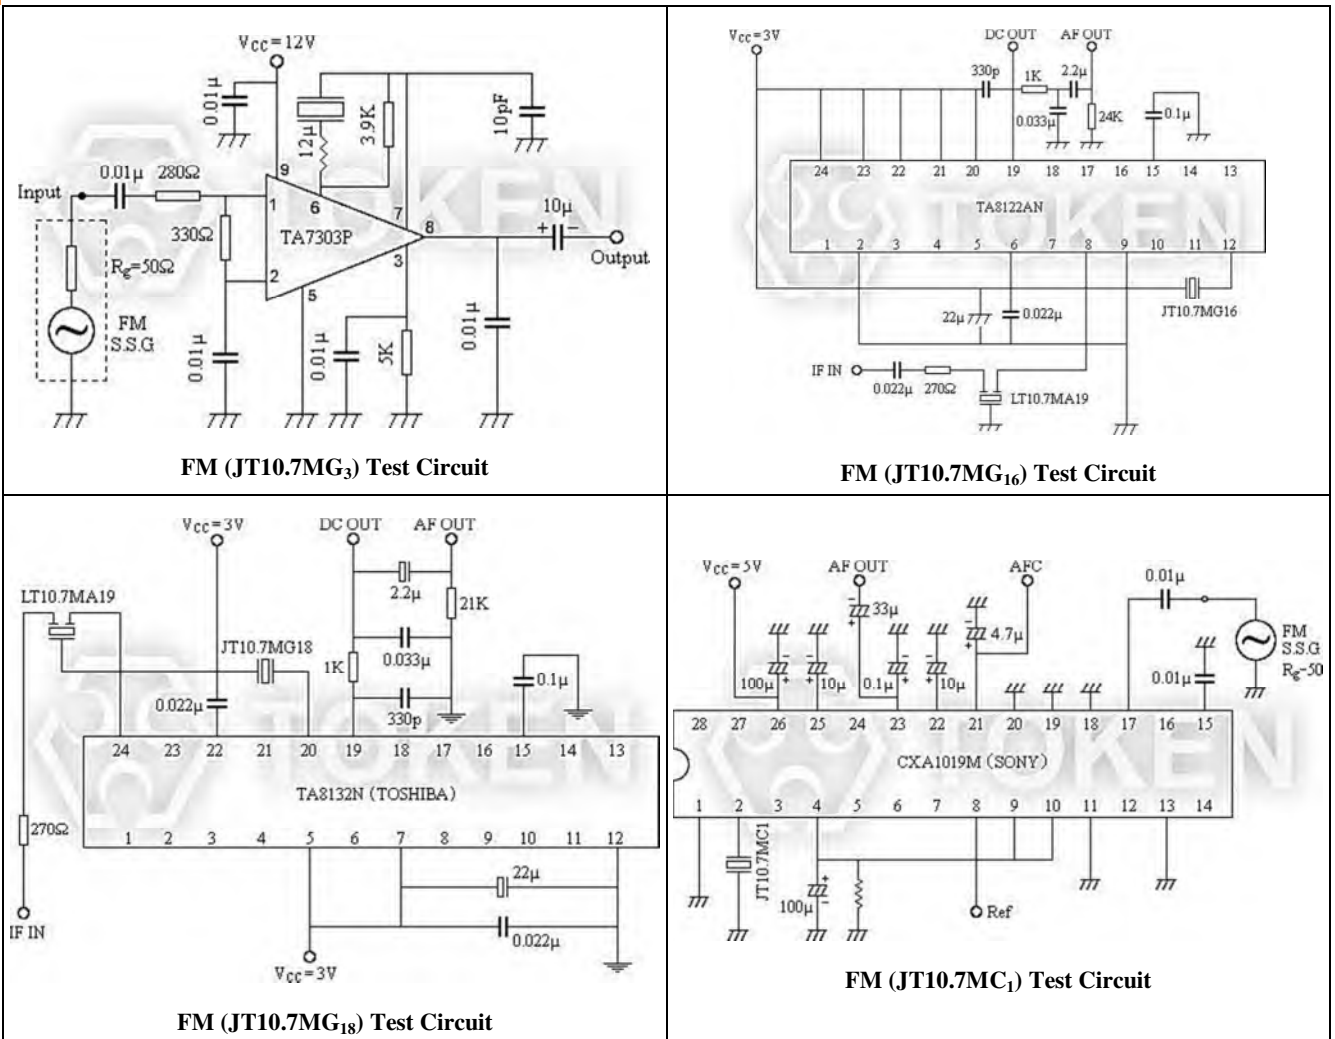 Vcc=12V
0.01μ
12μ
3.9K
10pF
Input
0.01μ
280Ω
330Ω
Rg=50Ω
FM
S.S.G
9
1
6
7
8
TA7303P
2
3
5
10μ
+ −
Output
0.01μ
0.01μ
5K
0.01μ
TOKEN
FM (JT10.7MG3) Test Circuit
Vcc=3V
DC OUT
AF OUT
330p
1K
2.2μ
0.033μ
24K
0.1μ
24 23 22 21 20 19 18 17 16 15 14 13
TA8122AN
TOKEN
1 2 3 4 5 6 7 8 9 10 11 12
22μ
0.022μ
JT10.7MG16
IF IN
0.022μ
270Ω
LT10.7MA19
FM (JT10.7MG16) Test Circuit
Vcc=3V
DC OUT
AF OUT
LT10.7MA19
2.2μ
21K
JT10.7MG18
0.033μ
1K
0.022μ
330p
0.1μ
TOKEN
24 23 22 21 20 19 18 17 16 15 14 13
TA8132N (TOSHIBA)
270Ω
1 2 3 4 5 6 7 8 9 10 11 12
22μ
IF IN
0.022μ
Vcc=3V
FM (JT10.7MG18) Test Circuit
Vcc=5V
AF OUT
AFC
0.01μ
33μ
4.7μ
FM
S.S.G
Rg-50
100μ
10μ
0.1μ
10μ
0.01μ
28 27 26 25 24 23 22 21 20 19 18 17 16 15
TOKEN
CXA1019M (SONY)
1 2 3 4 5 6 7 8 9 10 11 12 13 14
JT10.7MC1
100μ
Ref
FM (JT10.7MC1) Test Circuit